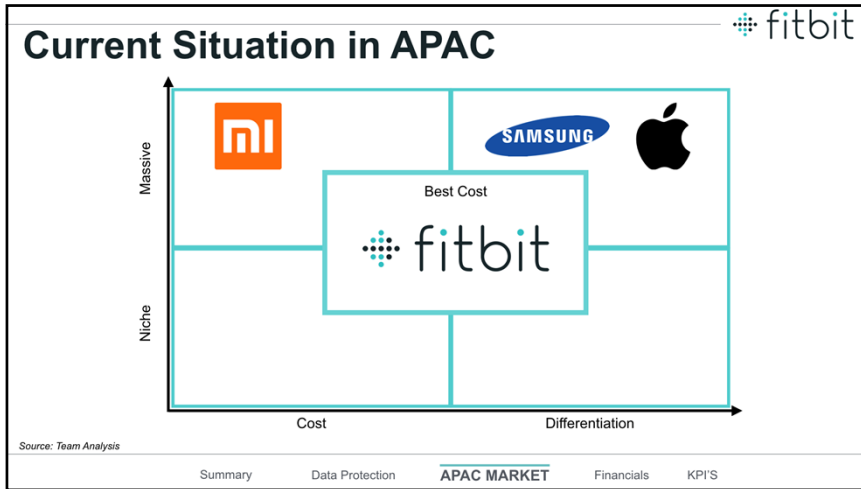 fitbit
Current Situation in APAC
Massive
Niche
mi
SAMSUNG
Best Cost
fitbit
Cost
Differentiation
Source: Team Analysis
Summary
Data Protection
APAC MARKET
Financials
KPI'S